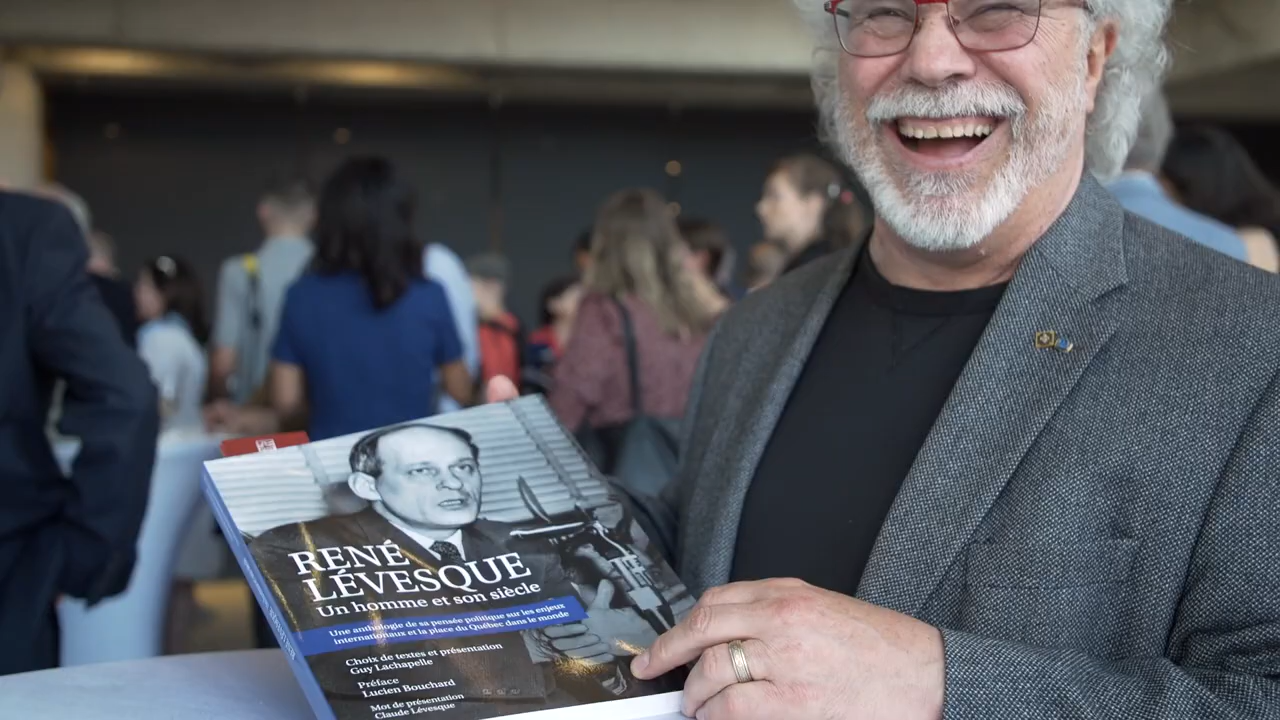 RENÉ
LÉVESQUE
Un homme et son siècle
Une anthologie de sa pensée politique sur les enjeux
internationaux et la place du Québec dans le monde
Choix de textes et présentation
Guy Lachapelle
Préface
Lucien Bouchard
Mot de présentation
Claude Lévesque